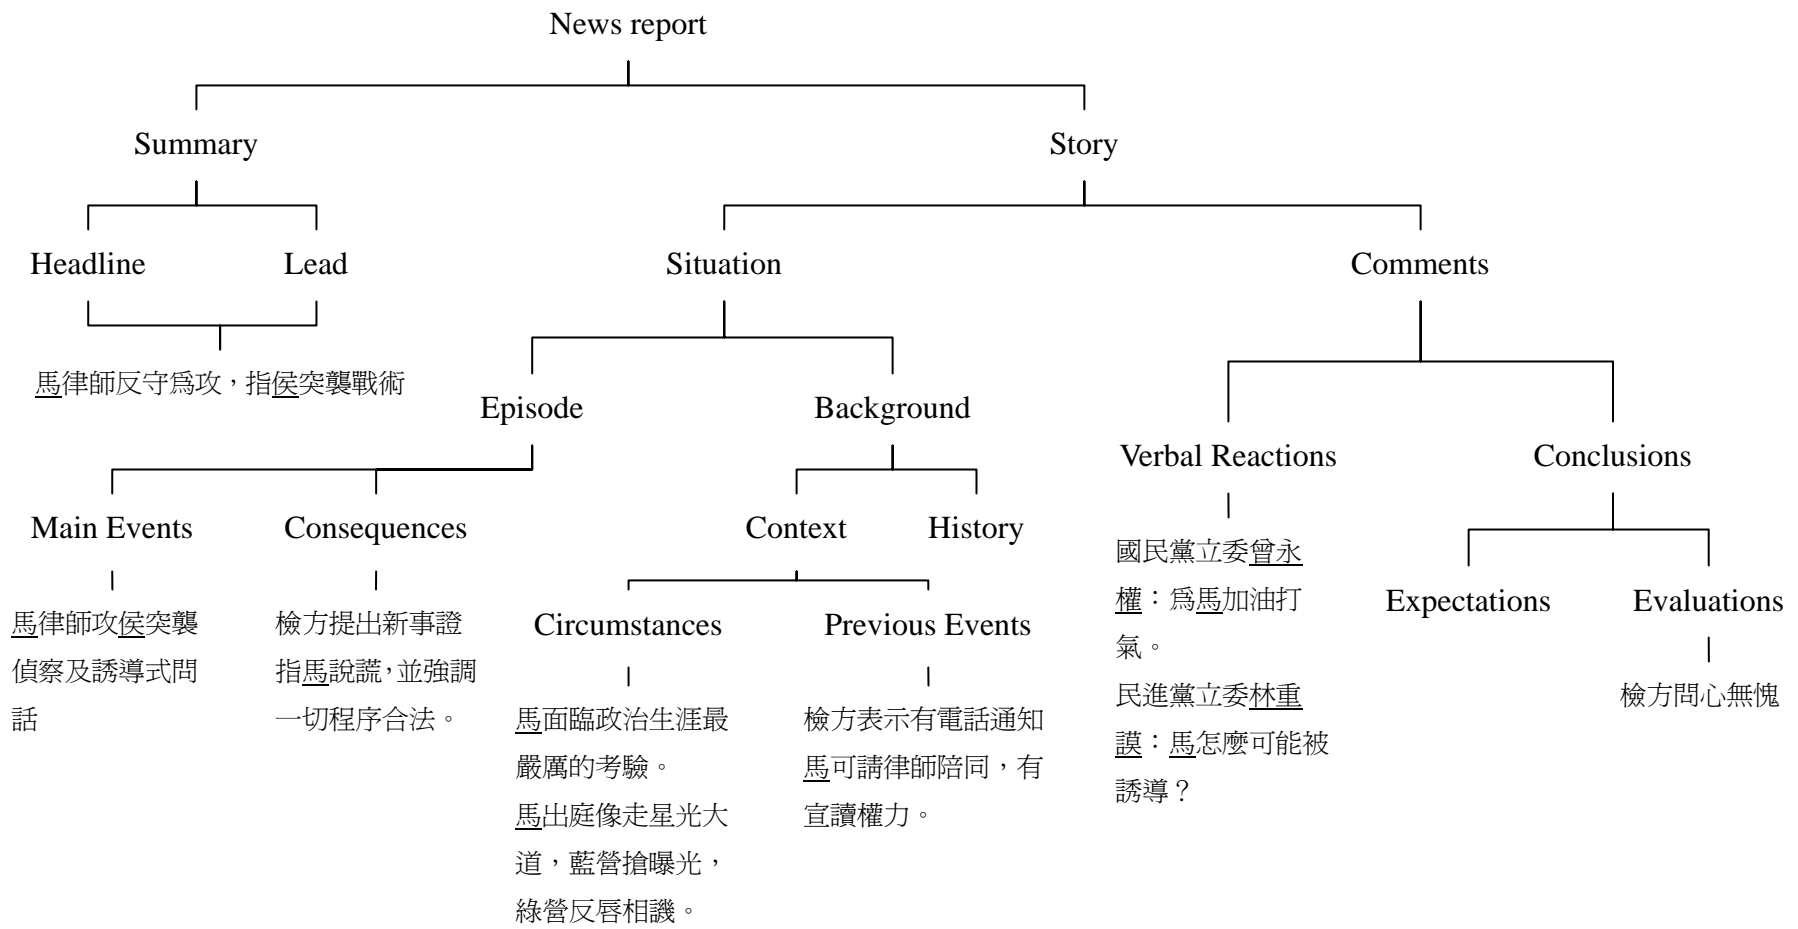 News report
Summary
Story
Headline
Lead
Situation
Comments
馬律師反守為攻，指侯突襲戰術
Episode
Background
Verbal Reactions
Conclusions
Main Events
Consequences
Context
History
國民黨立委曾永
權：為馬加油打
氣。
民進黨立委林重
謨：馬怎麼可能被
誘導？
Expectations
Evaluations
馬律師攻侯突襲
偵察及誘導式問
話
檢方提出新事證
指馬說謊，並強調
一切程序合法。
Circumstances
Previous Events
檢方問心無愧
馬面臨政治生涯最
嚴厲的考驗。
馬出庭像走星光大
道，藍營搶曝光，
綠營反唇相譏。
檢方表示有電話通知
馬可請律師陪同，有
宣讀權力。